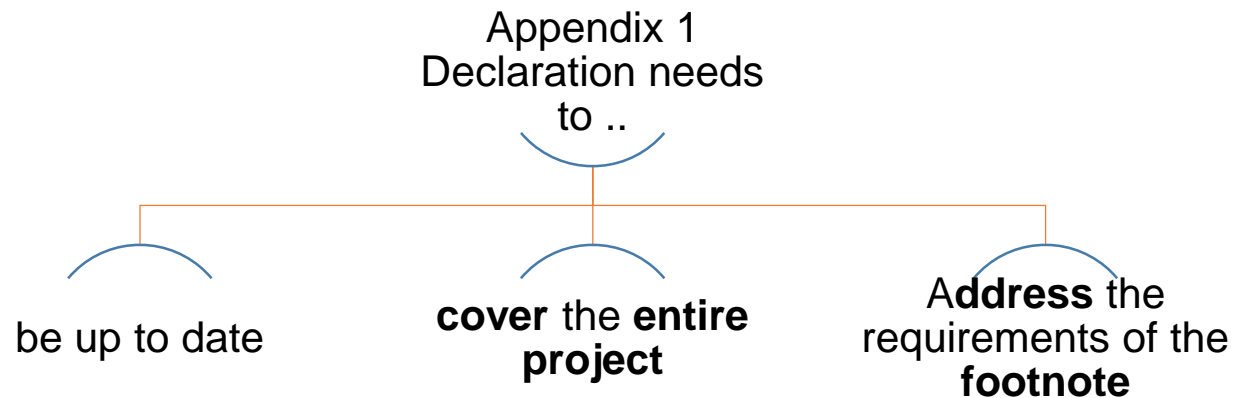 Appendix 1
Declaration needs
to ..
be up to date
cover the entire
project
Address the
requirements of the
footnote